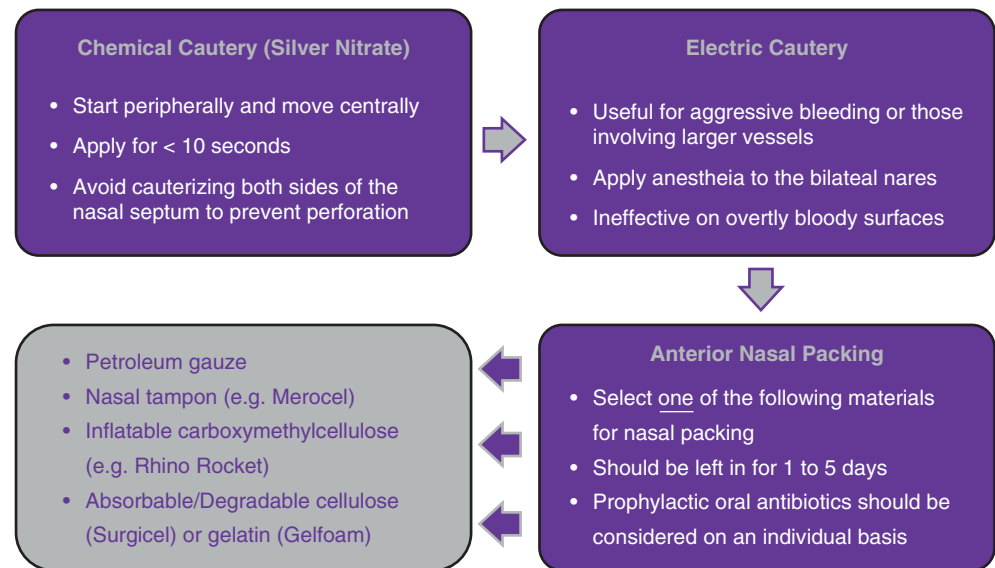 Chemical Cautery (Silver Nitrate)
• Start peripherally and move centrally
• Apply for < 10 seconds
• Avoid cauterizing both sides of the
nasal septum to prevent perforation
Electric Cautery
• Useful for aggressive bleeding or those
involving larger vessels
• Apply anestheia to the bilateral nares
• Ineffective on overtly bloody surfaces
Anterior Nasal Packing
• Select one of the following materials
for nasal packing
• Should be left in for 1 to 5 days
• Prophylactic oral antibiotics should be
considered on an individual basis
• Petroleum gauze
• Nasal tampon (e.g. Merocel)
• Inflatable carboxymethylcellulose
(e.g. Rhino Rocket)
• Absorbable/Degradable cellulose
(Surgicel) or gelatin (Gelfoam)